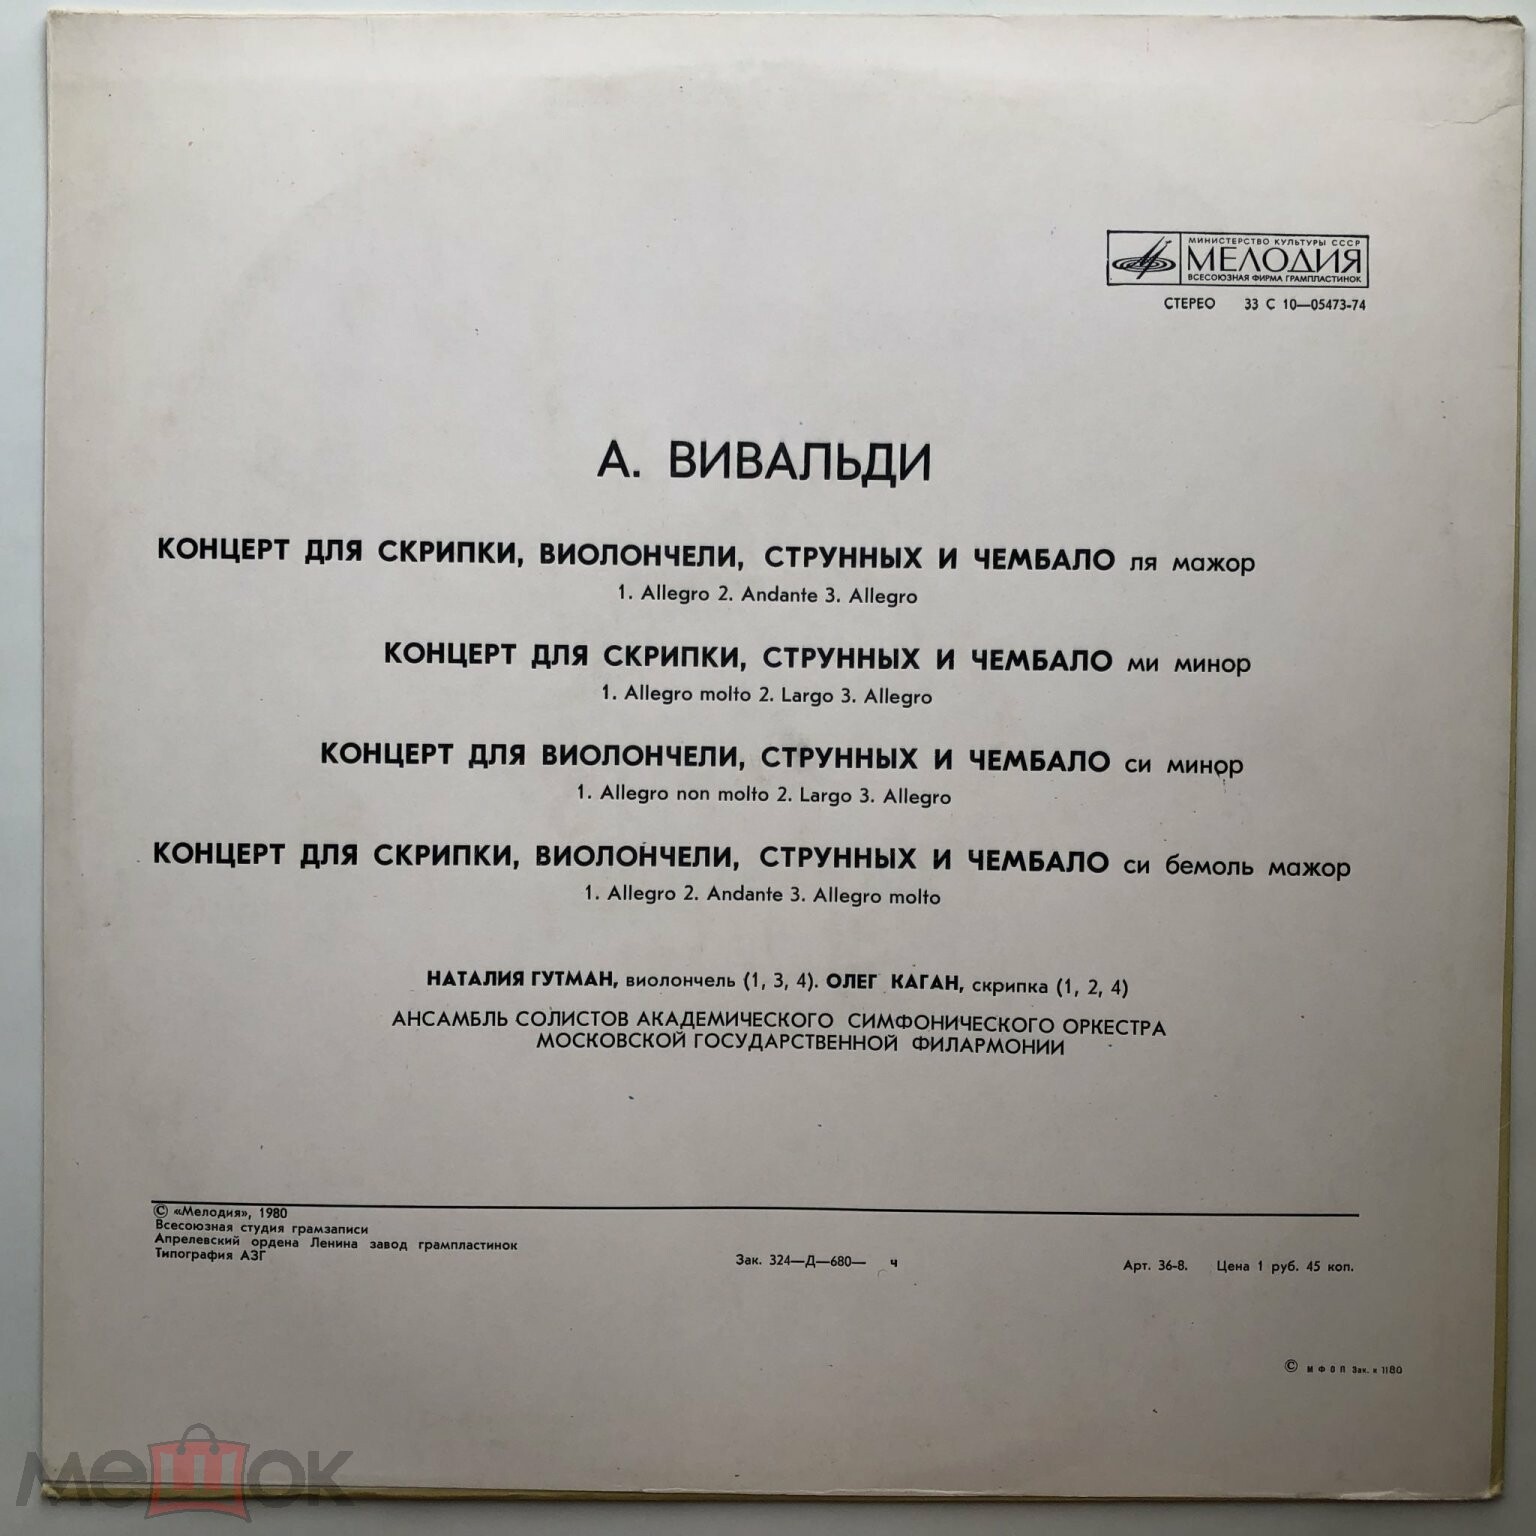 МИНИСТЕРСТВО КУЛЬТУРЫ СССР
МЕЛОДИЯ
ВСЕСОЮЗНАЯ ФИРМА ГРАМПЛАСТИНОК
СТЕРЕО 33 С 10—05473-74
А. ВИВАЛЬДИ
КОНЦЕРТ ДЛЯ СКРИПКИ, ВИОЛОНЧЕЛИ, СТРУННЫХ И ЧЕМБАЛО ля мажор
1. Allegro 2. Andante 3. Allegro
КОНЦЕРТ ДЛЯ СКРИПКИ, СТРУННЫХ И ЧЕМБАЛО ми минор
1. Allegro molto 2. Largo 3. Allegro
КОНЦЕРТ ДЛЯ ВИОЛОНЧЕЛИ, СТРУННЫХ И ЧЕМБАЛО си минор
1. Allegro non molto 2. Largo 3. Allegro
КОНЦЕРТ ДЛЯ СКРИПКИ, ВИОЛОНЧЕЛИ, СТРУННЫХ И ЧЕМБАЛО си бемоль мажор
1. Allegro 2. Andante 3. Allegro molto
НАТАЛИЯ ГУТМАН, виолончель (1, 3, 4). ОЛЕГ КАГАН, скрипка (1, 2, 4)
АНСАМБЛЬ СОЛИСТОВ АКАДЕМИЧЕСКОГО СИМФОНИЧЕСКОГО ОРКЕСТРА
МОСКОВСКОЙ ГОСУДАРСТВЕННОЙ ФИЛАРМОНИИ
© «Мелодия», 1980
Всесоюзная студия грамзаписи
Апрелевский ордена Ленина завод грампластинок
Типография АЗГ
Зак. 324—Д—680— ч
Арт. 36-8. Цена 1 руб. 45 коп.
© МФОП Зак. к 1180
мешок